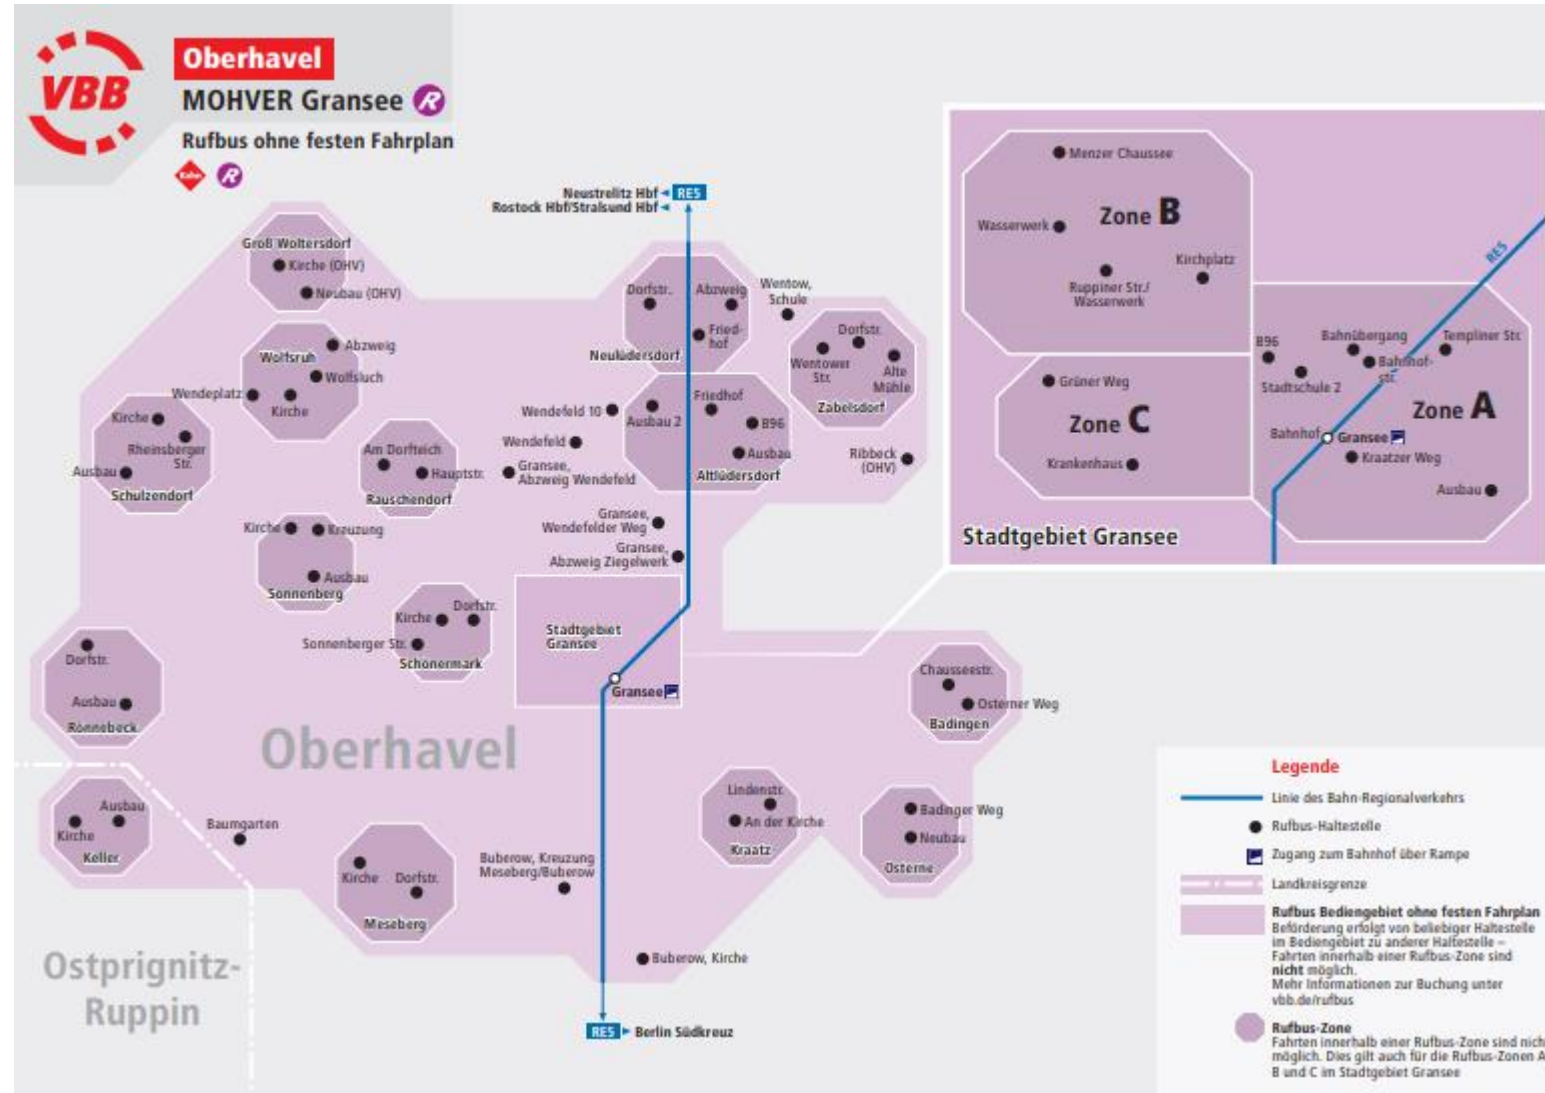 VBB
Oberhavel
MOHVER Gransee R
Rufbus ohne festen Fahrplan
Bahn R
Neustrelitz Hbf RE5
Rostock Hbf/Stralsund Hbf
Groß Woltersdorf
Kirche (OHV)
Neubau (OHV)
Wolfsruh
Abzweig
Wolfsluch
Wendeplatz
Kirche
Kirche
Rheinsberger
Str.
Ausbau
Schulzendorf
Am Dorfteich
Hauptstr.
Rauschendorf
Kirche
Kreuzung
Ausbau
Sonnenberg
Kirche
Dorfstr.
Sonnenberger Str.
Schönermark
Dorfstr.
Abzweig
Fried-
hof
Neulüdersdorf
Wentow,
Schule
Dorfstr.
Wentower
Str.
Alte
Mühle
Zabelsdorf
Wendefeld 10
Wendefeld
Gransee,
Abzweig Wendefeld
Friedhof
Ausbau 2
B96
Ausbau
Altlüdersdorf
Ribbeck
(OHV)
Gransee,
Wendefelder Weg
Gransee,
Abzweig Ziegelwerk
Stadtgebiet
Gransee
Gransee
Dorfstr.
Ausbau
Rönnebeck
Oberhavel
Chausseestr.
Osterner Weg
Badingen
Ausbau
Kirche
Keller
Baumgarten
Kirche
Dorfstr.
Meseberg
Buberow, Kreuzung
Meseberg/Buberow
Lindenstr.
An der Kirche
Kraatz
Badinger Weg
Neubau
Osterne
Buberow, Kirche
Ostprignitz-
Ruppin
RE5 Berlin Südkreuz
Menzer Chaussee
Zone B
Wasserwerk
Kirchplatz
Ruppiner Str./
Wasserwerk
RE5
Grüner Weg
Zone C
Krankenhaus
B96
Bahnübergang
Templiner Str.
Bahnhof-
str.
Stadtschule 2
Zone A
Bahnhof
Gransee
Kraatzer Weg
Ausbau
Stadtgebiet Gransee
Legende
Linie des Bahn-Regionalverkehrs
Rufbus-Haltestelle
Zugang zum Bahnhof über Rampe
Landkreisgrenze
Rufbus Bediengebiet ohne festen Fahrplan
Beförderung erfolgt von beliebiger Haltestelle
im Bediengebiet zu anderer Haltestelle –
Fahrten innerhalb einer Rufbus-Zone sind
nicht möglich.
Mehr Informationen zur Buchung unter
vbb.de/rufbus
Rufbus-Zone
Fahrten innerhalb einer Rufbus-Zone sind nich
möglich. Dies gilt auch für die Rufbus-Zonen A
B und C im Stadtgebiet Gransee